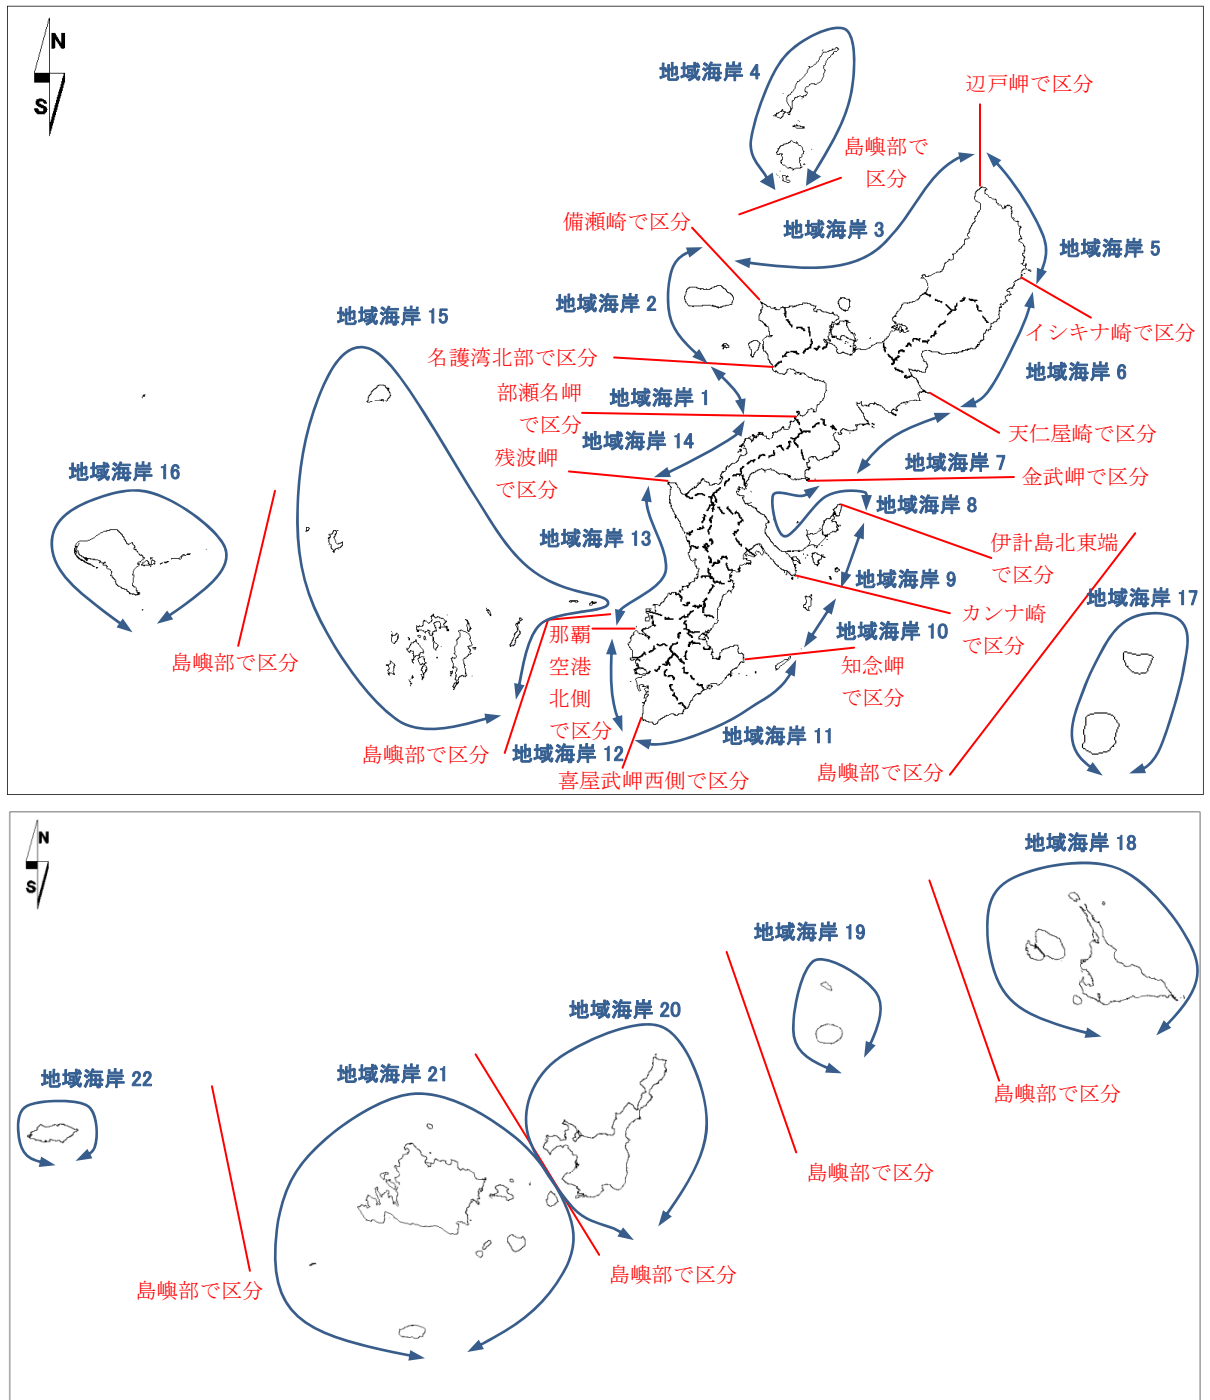 N
S
地域海岸 4
辺戸岬で区分
島嶼部で
区分
備瀬崎で区分
地域海岸 3
地域海岸 5
地域海岸 2
地域海岸 15
イシキナ崎で区分
名護湾北部で区分
地域海岸 6
部瀬名岬
で区分
地域海岸 1
天仁屋崎で区分
地域海岸 14
残波岬
で区分
地域海岸 7
金武岬で区分
地域海岸 16
地域海岸 8
地域海岸 13
伊計島北東端
で区分
地域海岸 9
地域海岸 17
カンナ崎
で区分
地域海岸 10
島嶼部で区分
那覇
空港
北側
で区分
知念岬
で区分
地域海岸 11
島嶼部で区分
地域海岸 12
喜屋武岬西側で区分
島嶼部で区分
N
S
地域海岸 18
地域海岸 19
地域海岸 20
地域海岸 21
地域海岸 22
島嶼部で区分
島嶼部で区分
島嶼部で区分
島嶼部で区分